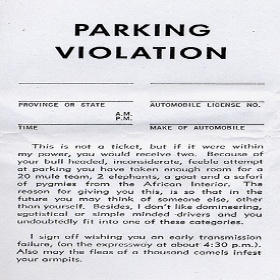 PARKING
VIOLATION
PROVINCE OR STATE AUTOMOBILE LICENSE NO.
A.M.
P.M.
TIME MAKE OF AUTOMOBILE
This is not a ticket, but if it were within
my power, you would receive two. Because of
your bull headed, inconsiderate, feeble attempt
at parking you have taken enough room for a
20 mule team, 2 elephants, a goat and a safari
of pygmies from the African Interior. The
reason for giving you this, is so that in the
future you may think of someone else, other
than yourself. Besides, I don't like domineering,
egotistical or simple minded drivers and you
undoubtedly fit into one of these categories.
I sign off wishing you an early transmission
failure, (on the expressway at about 4:30 p.m.).
Also may the fleas of a thousand camels infest
your armpits.